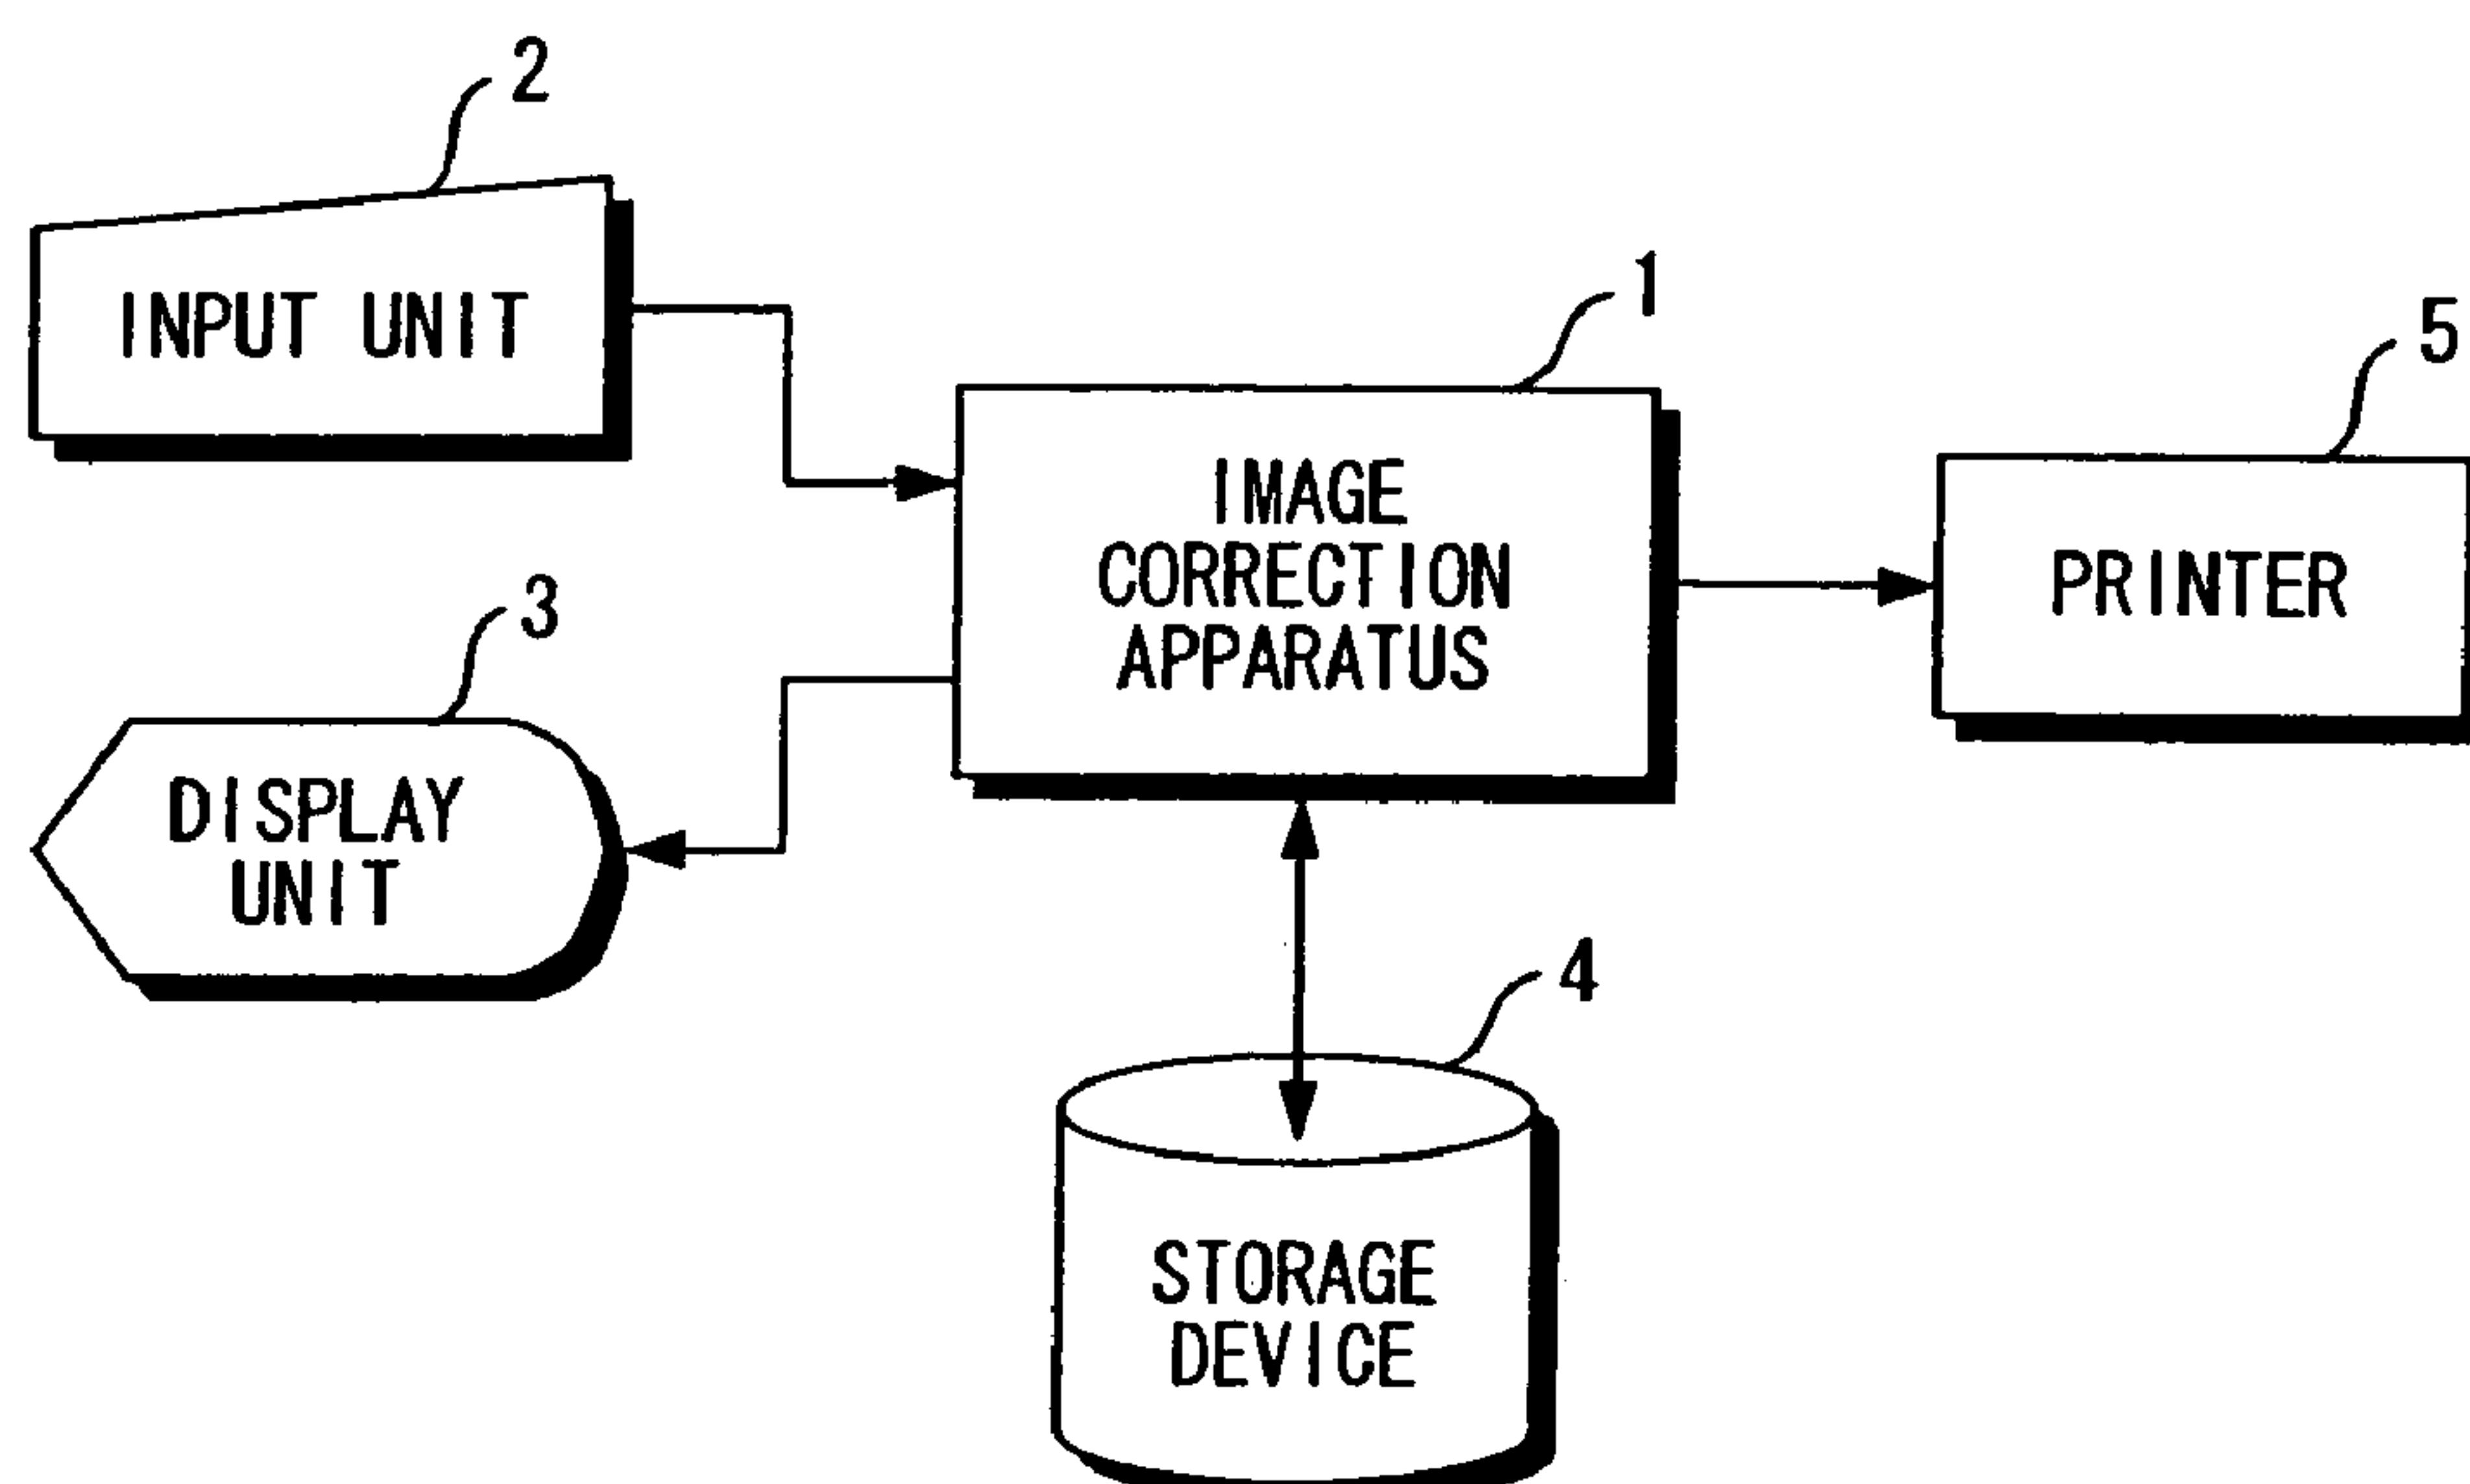 2
INPUT UNIT
1
IMAGE
CORRECTION
APPARATUS
5
PRINTER
3
DISPLAY
UNIT
4
STORAGE
DEVICE